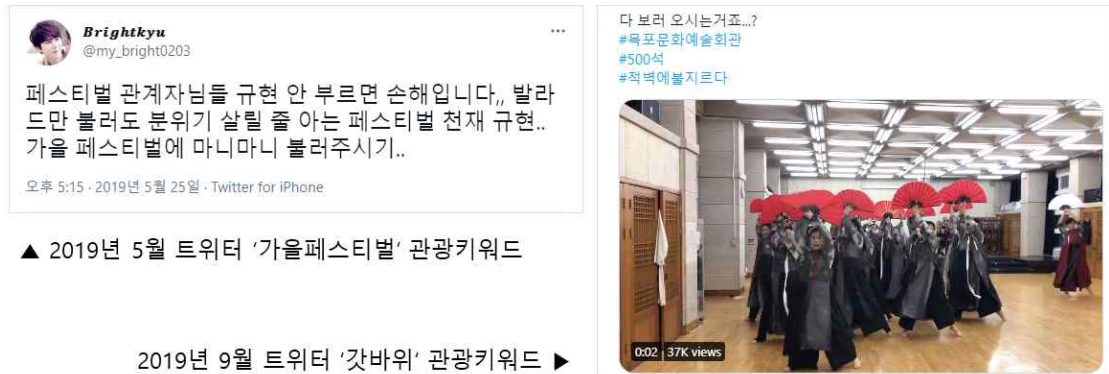 Brightkyu
@my_bright0203
페스티벌 관계자님들 규현 안 부르면 손해입니다,, 발라
드만 불러도 분위기 살릴 줄 아는 페스티벌 천재 규현..
가을 페스티벌에 마니마니 불러주시기..
오후 5:15 · 2019년 5월 25일 · Twitter for iPhone
▲ 2019년 5월 트위터 ‘가을페스티벌’ 관광키워드
2019년 9월 트위터 ‘갓바위’ 관광키워드 ▶
다 보러 오시는거죠...?
#목포문화예술회관
#500석
#적벽에불지르다
0:02 37K views